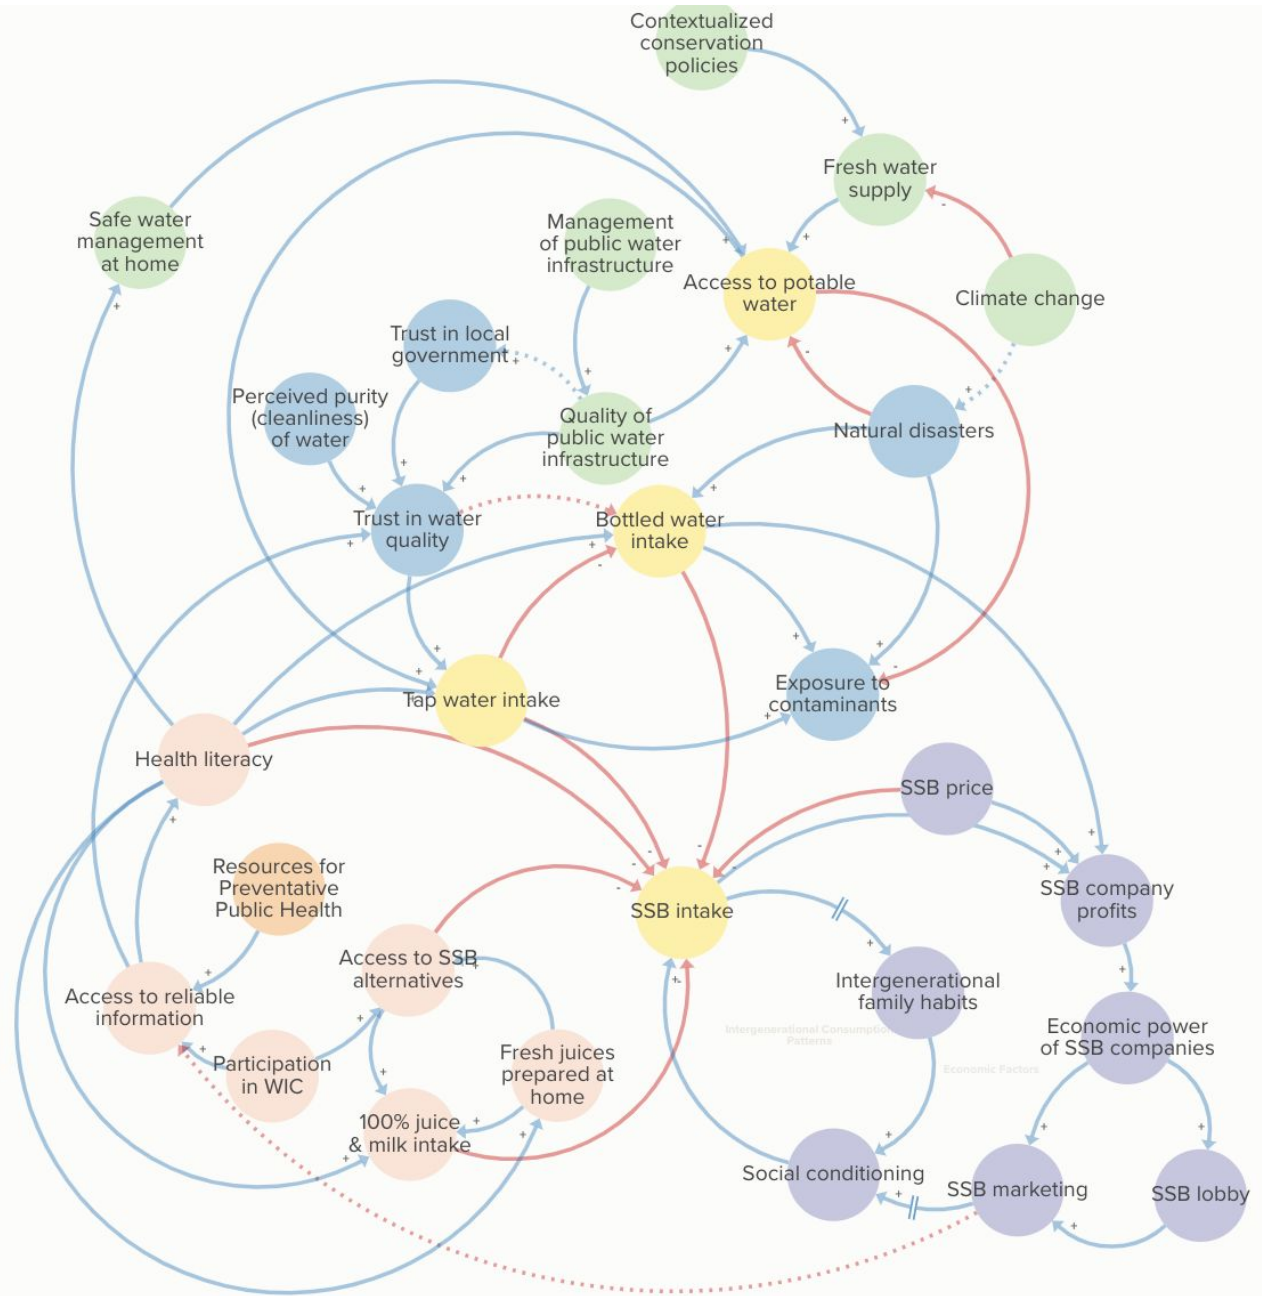 Contextualized
conservation
policies
Fresh water
supply
Safe water
management
at home
Management
of public water
infrastructure
Access to potable
water
Climate change
Trust in local
government
Perceived purity
(cleanliness)
of water
Quality of
public water
infrastructure
Natural disasters
Trust in water
quality
Bottled water
intake
Tap water intake
Exposure to
contaminants
Health literacy
SSB price
Resources for
Preventative
Public Health
SSB intake
SSB company
profits
Access to SSB
alternatives
Intergenerational
family habits
Access to reliable
information
Intergenerational Consumption
Patterns
Economic power
of SSB companies
Economic Factors
Participation
in WIC
Fresh juices
prepared at
home
100% juice
& milk intake
Social conditioning
SSB marketing
SSB lobby